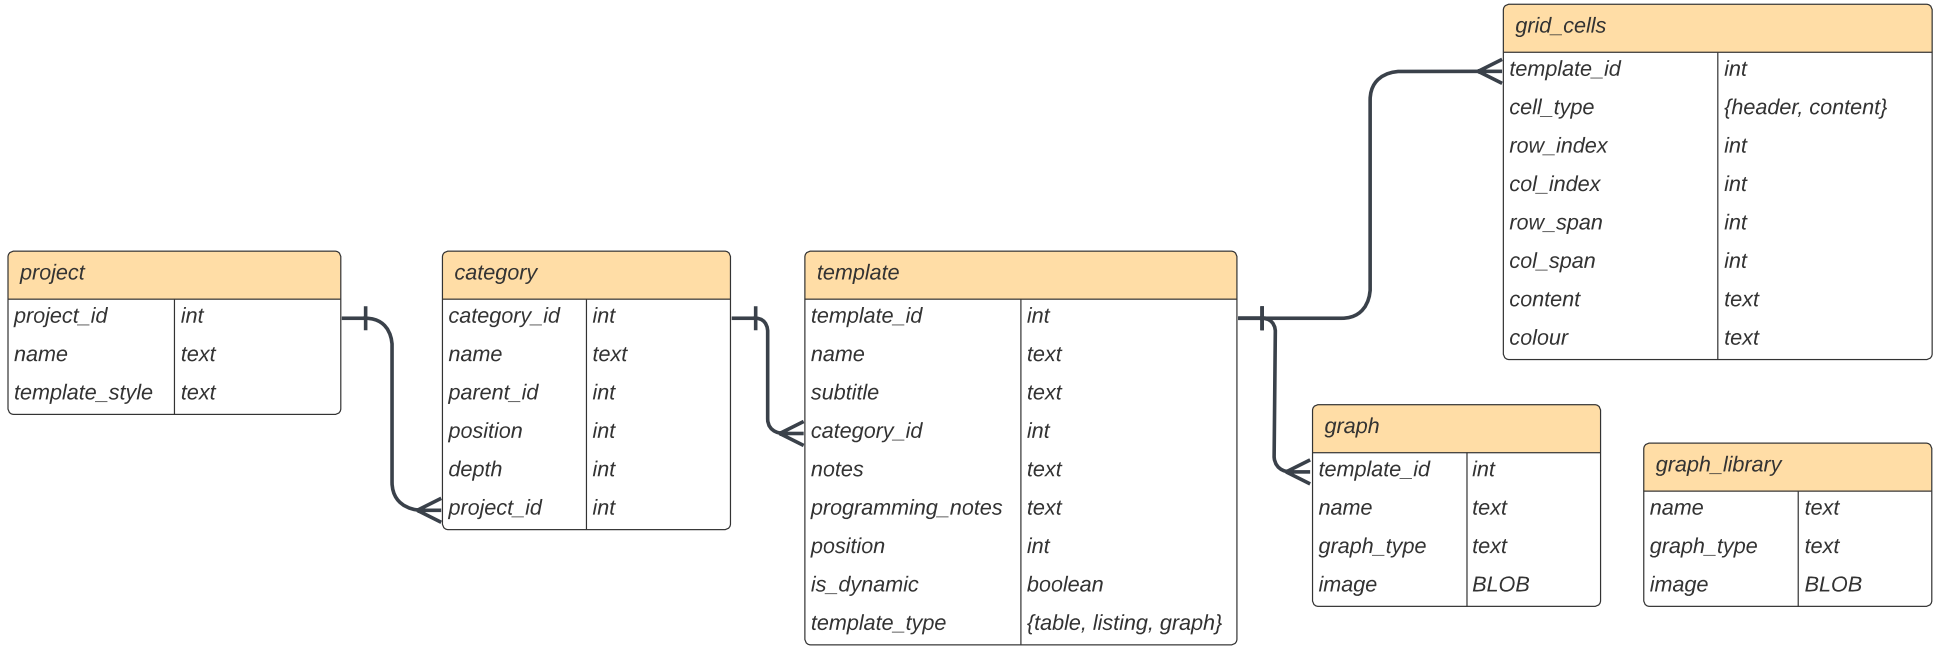 project
project_id int
name text
template_style text
category
category_id int
name text
parent_id int
position int
depth int
project_id int
template
template_id int
name text
subtitle text
category_id int
notes text
programming_notes text
position int
is_dynamic boolean
template_type {table, listing, graph}
grid_cells
template_id int
cell_type {header, content}
row_index int
col_index int
row_span int
col_span int
content text
colour text
graph
template_id int
name text
graph_type text
image BLOB
graph_library
name text
graph_type text
image BLOB